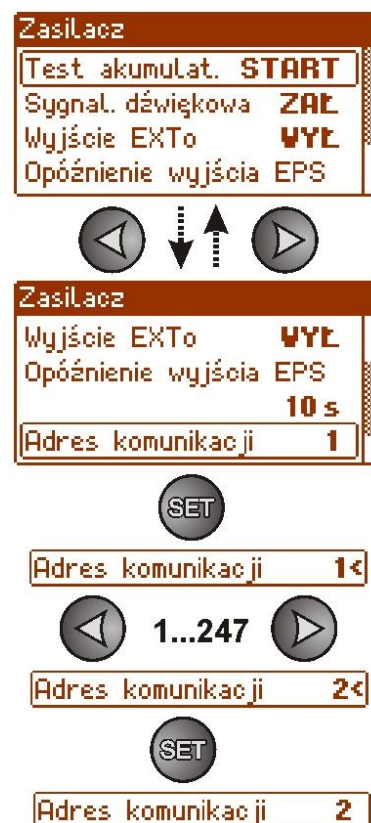 Zasilacz
Test akumulat. START
Sygnal. dźwiękowa ZAŁ
Wyjście EXTo WYŁ
Opóźnienie wyjścia EPS
Zasilacz
Wyjście EXTo WYŁ
Opóźnienie wyjścia EPS
10 s
Adres komunikacji 1
SET
Adres komunikacji 1<
1...247
Adres komunikacji 2<
SET
Adres komunikacji 2